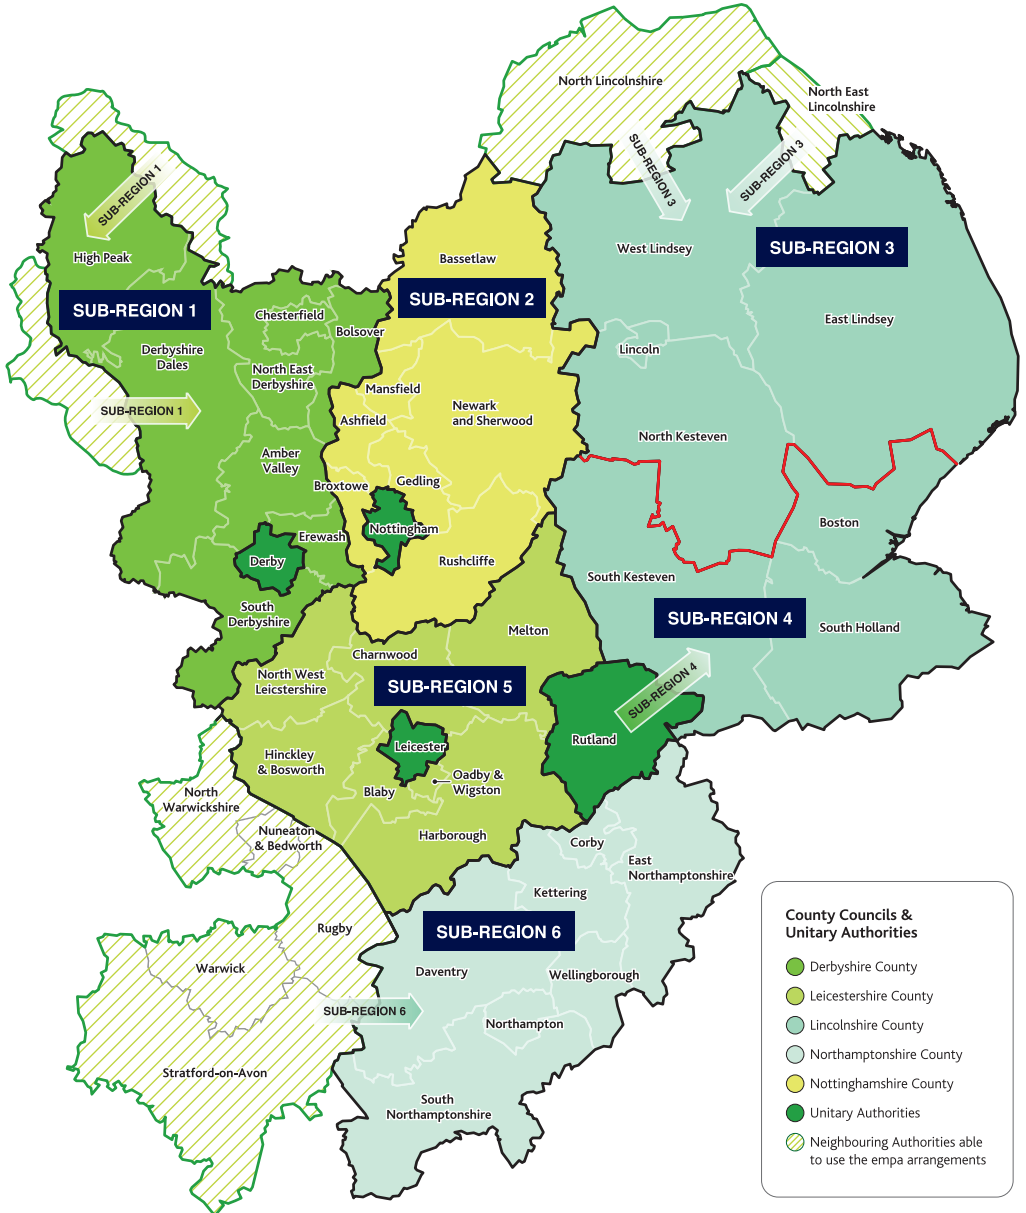 North Lincolnshire
North East
Lincolnshire
SUB-REGION 1
SUB-REGION 3
SUB-REGION 3
High Peak
Bassetlaw
West Lindsey
SUB-REGION 3
SUB-REGION 1
SUB-REGION 2
Chesterfield
Bolsover
East Lindsey
Derbyshire
Dales
Lincoln
North East
Derbyshire
Mansfield
SUB-REGION 1
Ashfield
Newark
and Sherwood
North Kesteven
Amber
Valley
Broxtowe
Gedling
Nottingham
Boston
Erewash
Derby
Rushcliffe
South Kesteven
South
Derbyshire
SUB-REGION 4
South Holland
Melton
Charnwood
North West
Leicstershire
SUB-REGION 5
SUB-REGION 4
Rutland
Leicester
Hinckley
& Bosworth
Oadby &
Wigston
Blaby
North
Warwickshire
Nuneaton
& Bedworth
Harborough
Corby
East
Northamptonshire
Kettering
Rugby
SUB-REGION 6
Warwick
Daventry
Wellingborough
SUB-REGION 6
Northampton
Stratford-on-Avon
South
Northamptonshire
County Councils &
Unitary Authorities
Derbyshire County
Leicestershire County
Lincolnshire County
Northamptonshire County
Nottinghamshire County
Unitary Authorities
Neighbouring Authorities able
to use the empa arrangements